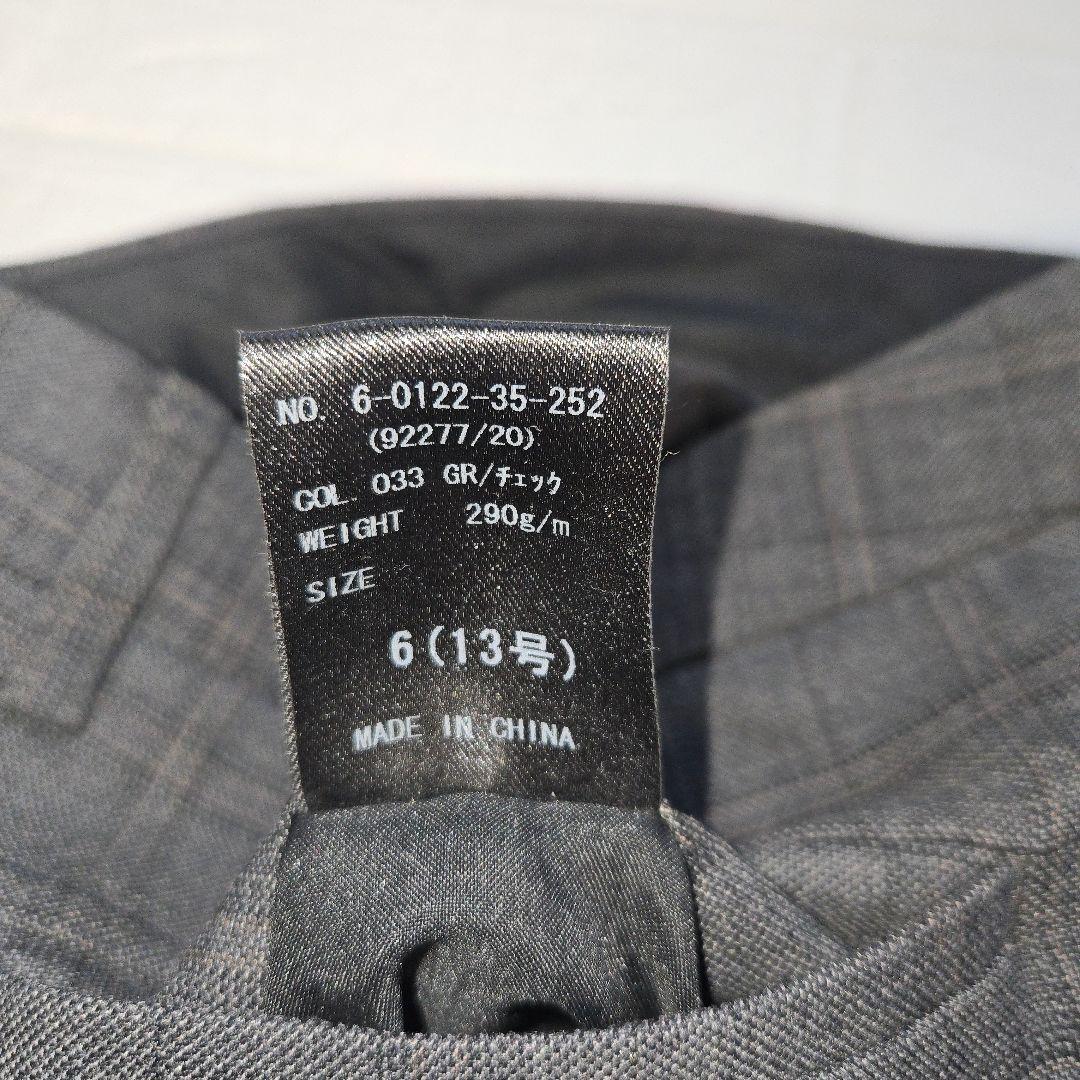 NO. 6-0122-35-252
(92277/20)
COL. 033 GR/ﾁｪｯｸ
WEIGHT 290g/m
SIZE
6(13号)
MADE IN CHINA